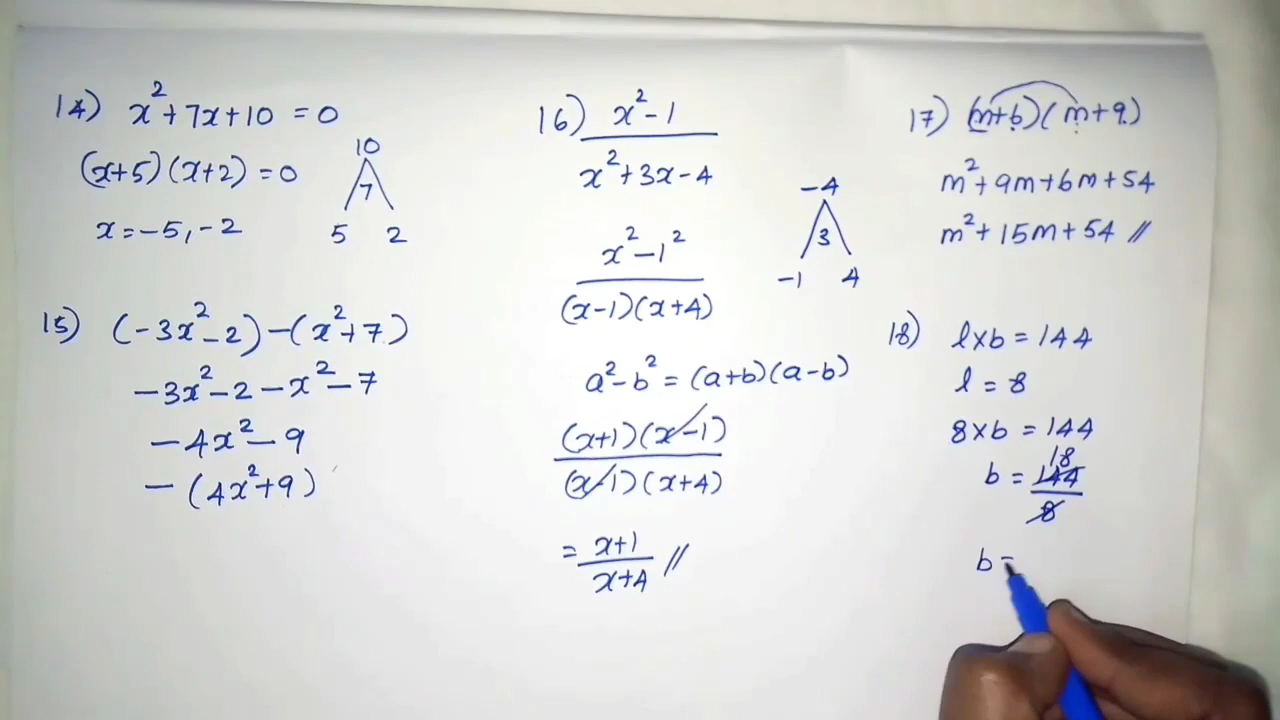 14) x²+7x+10 = 0
(x+5)(x+2) = 0
x = -5, -2
10
7
5 2
15) (-3x²-2)-(x²+7)
-3x²-2-x²-7
-4x²-9
-(4x²+9)
16) x²-1
x²+3x-4
-4
3
-1 4
x²-1²
(x-1)(x+4)
a²-b² = (a+b)(a-b)
(x+1)(x-1)
(x-1)(x+4)
= x+1
x+4 //
17) (m+6)(m+9)
m²+9m+6m+54
m²+15m+54 //
18) l×b = 144
l = 8
8×b = 144
18
b = 144
8
b =